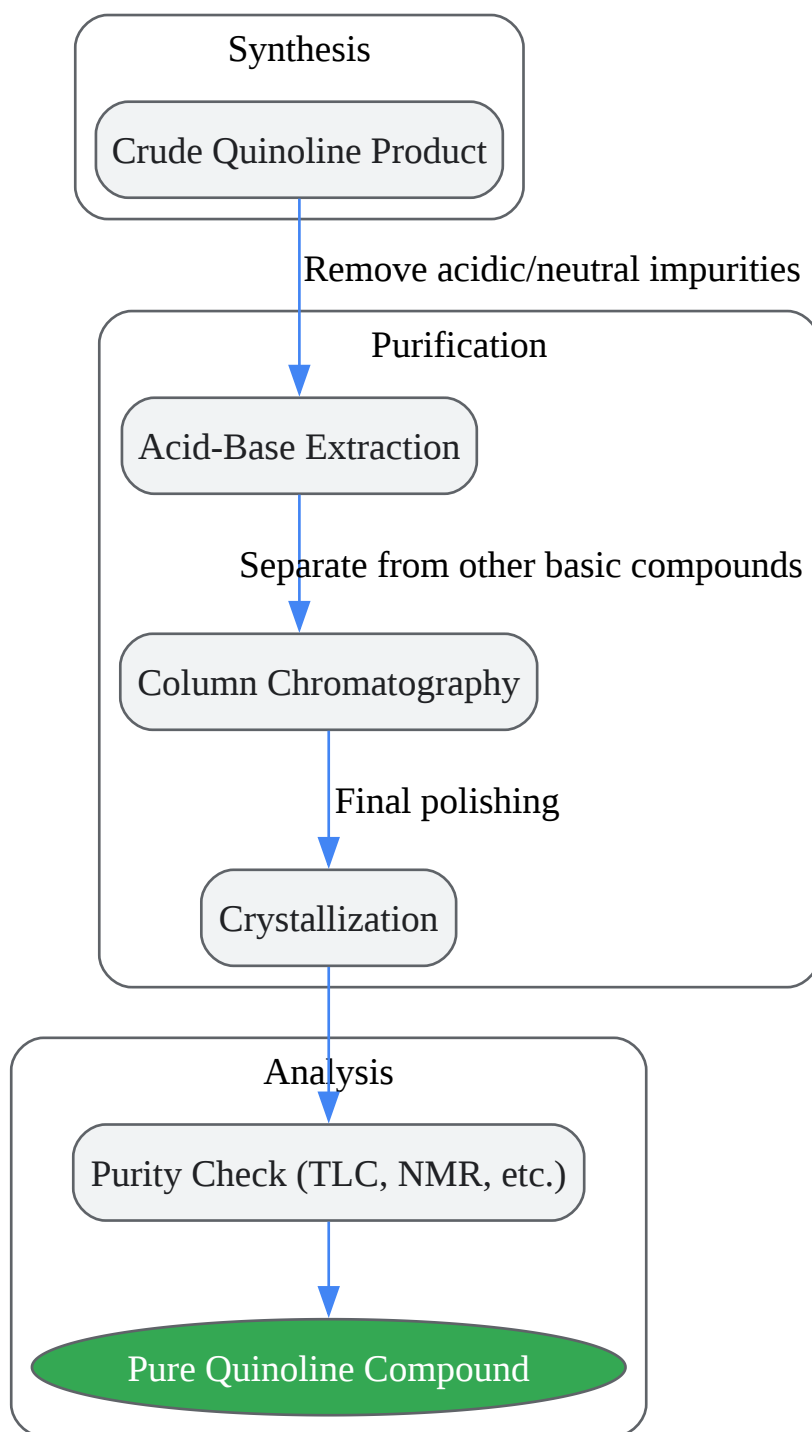 Synthesis
Crude Quinoline Product
Remove acidic/neutral impurities
Purification
Acid-Base Extraction
Separate from other basic compounds
Column Chromatography
Final polishing
Crystallization
Analysis
Purity Check (TLC, NMR, etc.)
Pure Quinoline Compound